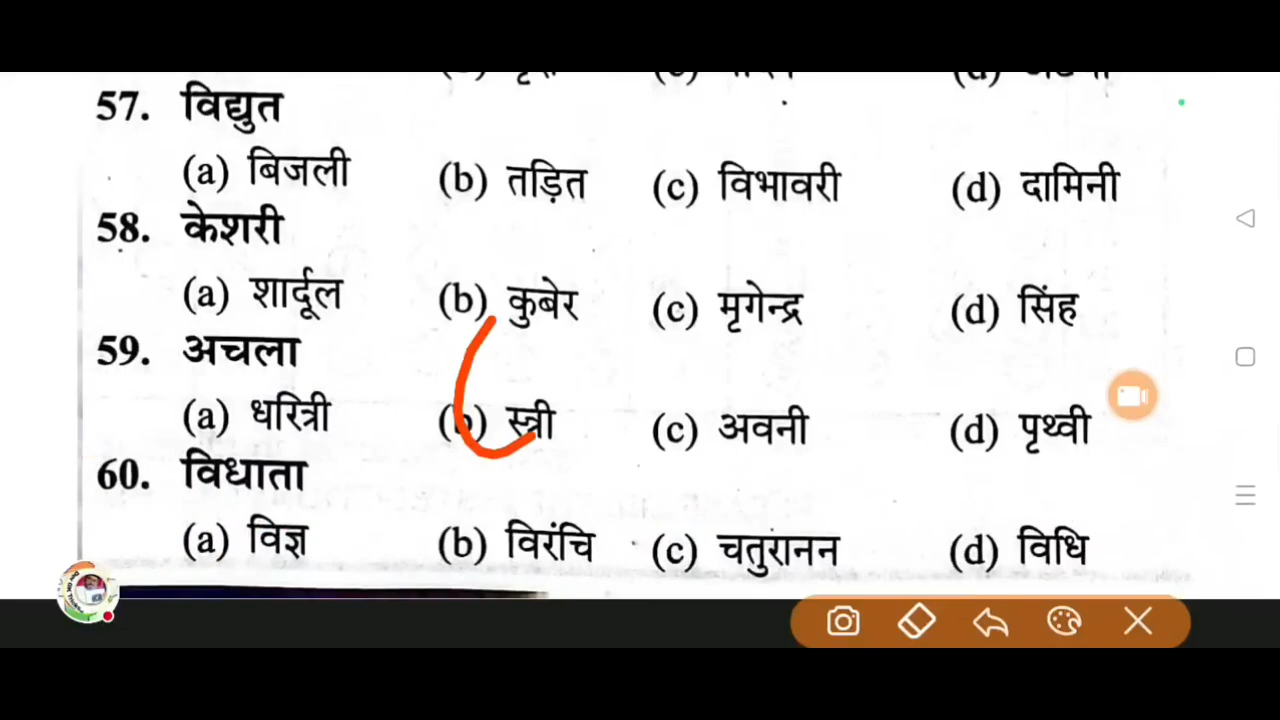 57. विद्युत
(a) बिजली (b) तड़ित (c) विभावरी (d) दामिनी
58. केशरी
(a) शार्दूल (b) कुबेर (c) मृगेन्द्र (d) सिंह
59. अचला
(a) धरित्री (b) स्त्री (c) अवनी (d) पृथ्वी
60. विधाता
(a) विज्ञ (b) विरंचि (c) चतुरानन (d) विधि